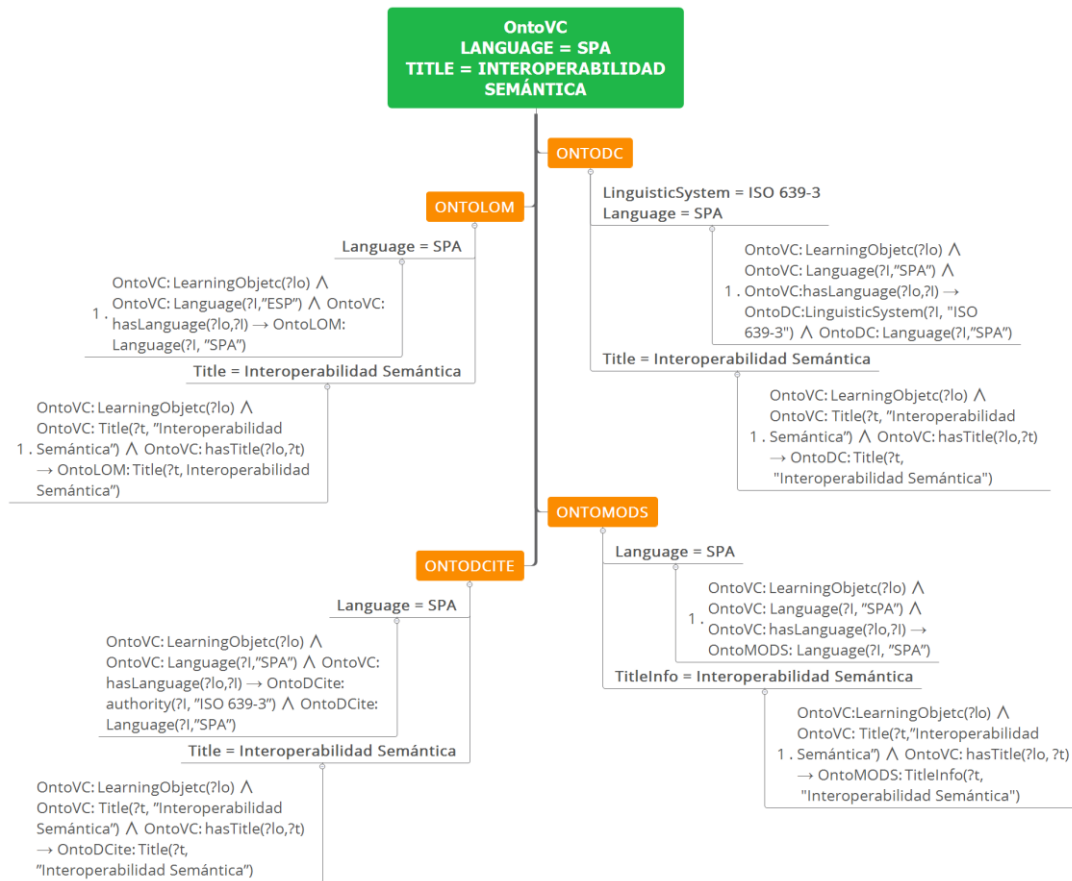 OntoVC
LANGUAGE = SPA
TITLE = INTEROPERABILIDAD
SEMÁNTICA
ONTODC
LinguisticSystem = ISO 639-3
Language = SPA
OntoVC: LearningObjetc(?lo) ∧
OntoVC: Language(?I,”SPA”) ∧
1 . OntoVC:hasLanguage(?lo,?I) →
OntoDC:LinguisticSystem(?I, "ISO
639-3") ∧ OntoDC: Language(?I,”SPA”)
Title = Interoperabilidad Semántica
OntoVC: LearningObjetc(?lo) ∧
OntoVC: Title(?t, "Interoperabilidad
1 . Semántica”) ∧ OntoVC: hasTitle(?lo,?t)
→ OntoDC: Title(?t,
"Interoperabilidad Semántica")
ONTOLOM
Language = SPA
OntoVC: LearningObjetc(?lo) ∧
OntoVC: Language(?I,”ESP”) ∧ OntoVC:
1 . hasLanguage(?lo,?I) → OntoLOM:
Language(?I, ”SPA”)
Title = Interoperabilidad Semántica
OntoVC: LearningObjetc(?lo) ∧
OntoVC: Title(?t, ”Interoperabilidad
1 . Semántica”) ∧ OntoVC: hasTitle(?lo,?t)
→ OntoLOM: Title(?t, Interoperabilidad
Semántica”)
ONTOMODS
Language = SPA
OntoVC: LearningObjetc(?lo) ∧
OntoVC: Language(?I, ”SPA”) ∧
1 . OntoVC: hasLanguage(?lo,?I) →
OntoMODS: Language(?I, ”SPA”)
TitleInfo = Interoperabilidad Semántica
OntoVC:LearningObjetc(?lo) ∧
OntoVC: Title(?t,”Interoperabilidad
1 . Semántica”) ∧ OntoVC: hasTitle(?lo, ?t)
→ OntoMODS: TitleInfo(?t,
"Interoperabilidad Semántica")
ONTODCITE
Language = SPA
OntoVC: LearningObjetc(?lo) ∧
OntoVC: Language(?I,”SPA”) ∧ OntoVC:
hasLanguage(?lo,?I) → OntoDCite:
authority(?I, ”ISO 639-3”) ∧ OntoDCite:
Language(?I,”SPA”)
Title = Interoperabilidad Semántica
OntoVC: LearningObjetc(?lo) ∧
OntoVC: Title(?t, ”Interoperabilidad
Semántica”) ∧ OntoVC: hasTitle(?lo,?t)
→ OntoDCite: Title(?t,
”Interoperabilidad Semántica”)